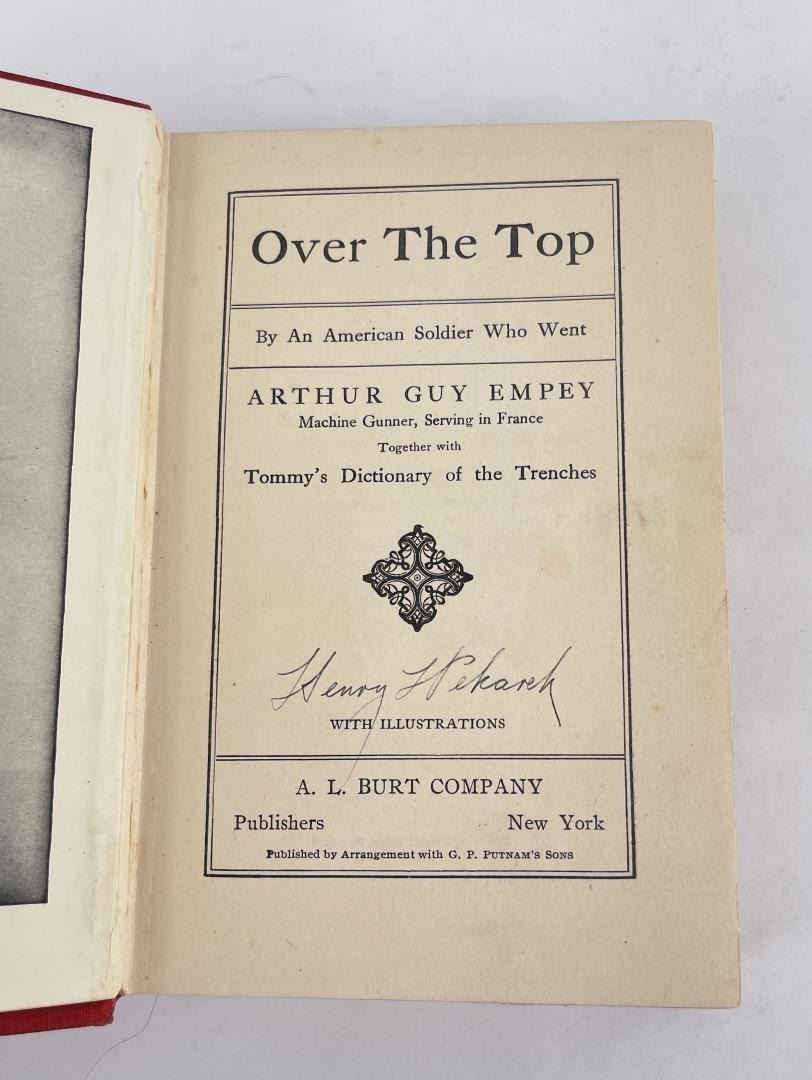 Over The Top
By An American Soldier Who Went
ARTHUR GUY EMPEY
Machine Gunner, Serving in France
Together with
Tommy's Dictionary of the Trenches
Henry
WITH ILLUSTRATIONS
A. L. BURT COMPANY
Publishers New York
Published by Arrangement with G. P. PUTNAM'S SONS